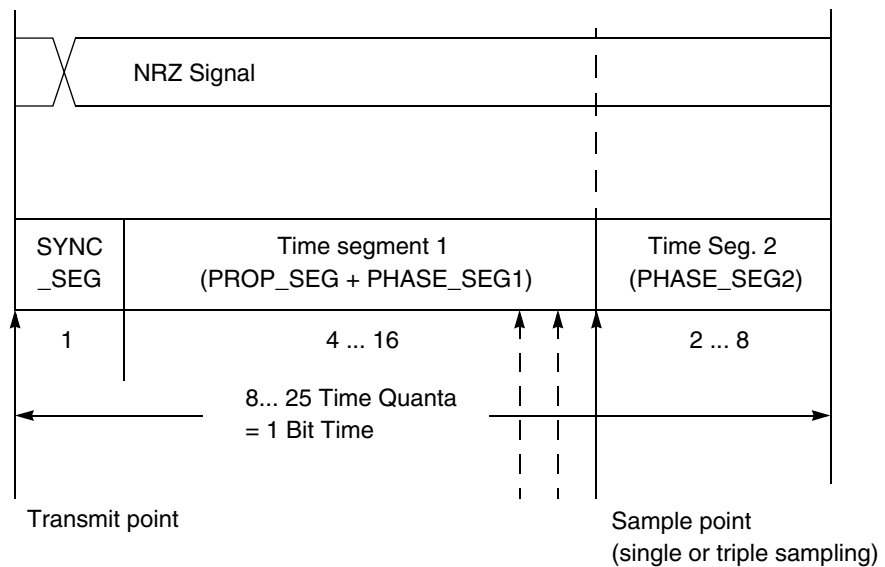 NRZ Signal
SYNC
_SEG
Time segment 1
(PROP_SEG + PHASE_SEG1)
Time Seg. 2
(PHASE_SEG2)
1
4 ... 16
2 ... 8
8... 25 Time Quanta
= 1 Bit Time
Transmit point
Sample point
(single or triple sampling)